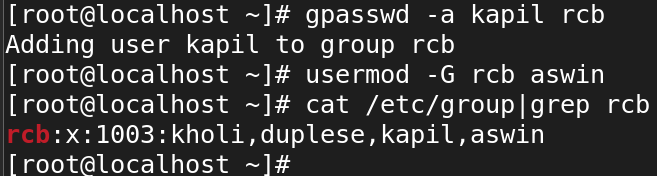 [root@localhost ~]# gpasswd -a kapil rcb
Adding user kapil to group rcb
[root@localhost ~]# usermod -G rcb aswin
[root@localhost ~]# cat /etc/group|grep rcb
rcb:x:1003:kholi,duplese,kapil,aswin
[root@localhost ~]#